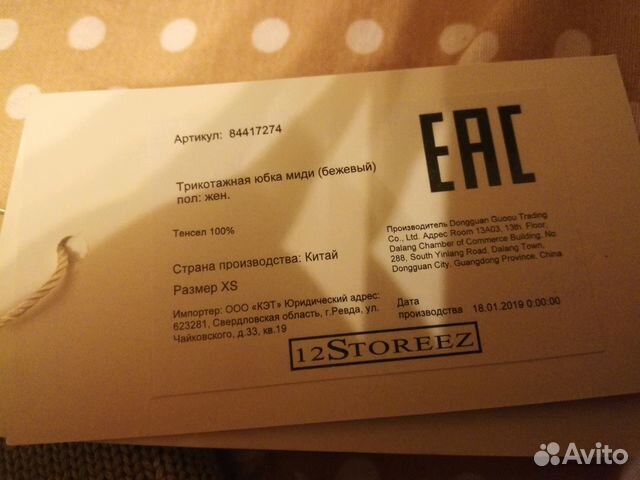 Артикул: 84417274
EAC
Трикотажная юбка миди (бежевый)
пол: жен.
Тенсел 100%
Страна производства: Китай
Размер XS
Импортер: ООО «КЭТ» Юридический адрес:
623281, Свердловская область, г.Ревда, ул.
Чайковского, д.33, кв.19
Производитель Dongguan Guoou Trading
Co., Ltd. Адрес Room 13A03, 13th. Floor,
Dalang Chamber of Commerce Building, No
288, South Yinlang Road, Dalang Town,
Dongguan City, Guangdong Province, China
Дата
производства 18.01.2019 0:00:00
12STOREEZ
Avito